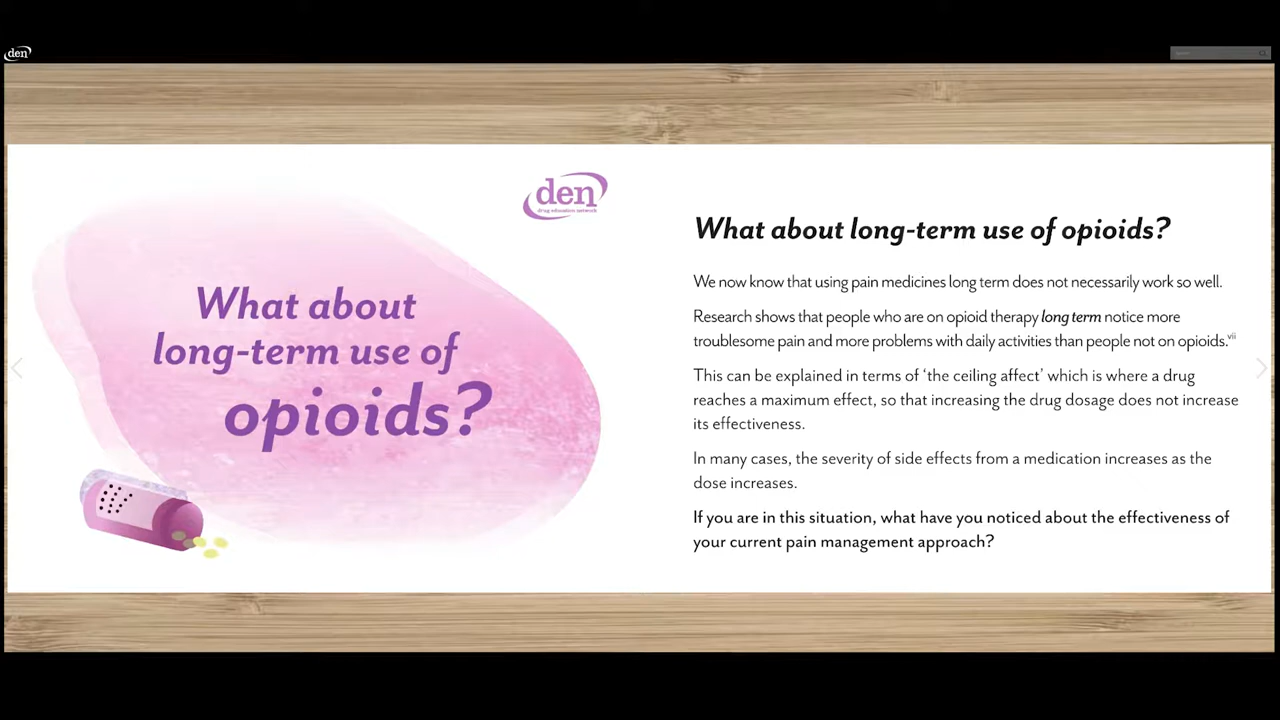 den
den
drug education network
What about
long-term use of
opioids?
What about long-term use of opioids?
We now know that using pain medicines long term does not necessarily work so well.
Research shows that people who are on opioid therapy long term notice more
troublesome pain and more problems with daily activities than people not on opioids.vii
This can be explained in terms of ‘the ceiling affect’ which is where a drug
reaches a maximum effect, so that increasing the drug dosage does not increase
its effectiveness.
In many cases, the severity of side effects from a medication increases as the
dose increases.
If you are in this situation, what have you noticed about the effectiveness of
your current pain management approach?